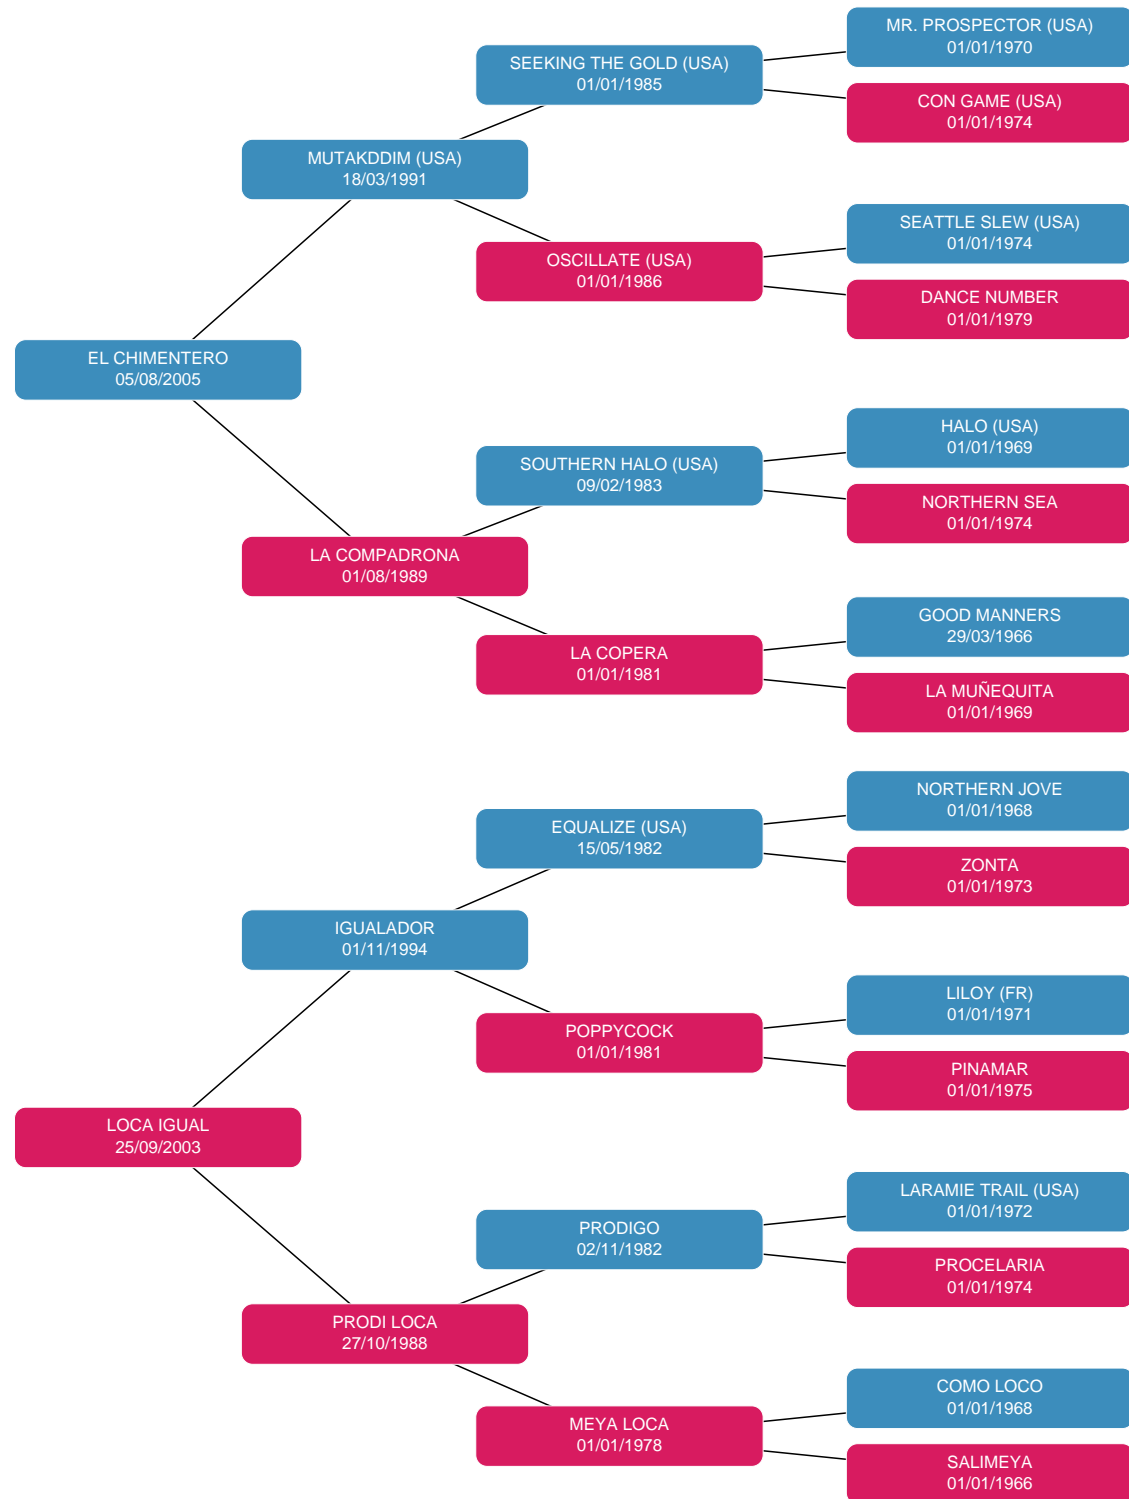 MR. PROSPECTOR (USA)
01/01/1970
SEEKING THE GOLD (USA)
01/01/1985
CON GAME (USA)
01/01/1974
MUTAKDDIM (USA)
18/03/1991
SEATTLE SLEW (USA)
01/01/1974
OSCILLATE (USA)
01/01/1986
DANCE NUMBER
01/01/1979
EL CHIMENTERO
05/08/2005
HALO (USA)
01/01/1969
SOUTHERN HALO (USA)
09/02/1983
NORTHERN SEA
01/01/1974
LA COMPADRONA
01/08/1989
GOOD MANNERS
29/03/1966
LA COPERA
01/01/1981
LA MUÑEQUITA
01/01/1969
NORTHERN JOVE
01/01/1968
EQUALIZE (USA)
15/05/1982
ZONTA
01/01/1973
IGUALADOR
01/11/1994
LILOY (FR)
01/01/1971
POPPYCOCK
01/01/1981
PINAMAR
01/01/1975
LOCA IGUAL
25/09/2003
LARAMIE TRAIL (USA)
01/01/1972
PRODIGO
02/11/1982
PROCELARIA
01/01/1974
PRODI LOCA
27/10/1988
COMO LOCO
01/01/1968
MEYA LOCA
01/01/1978
SALIMEYA
01/01/1966